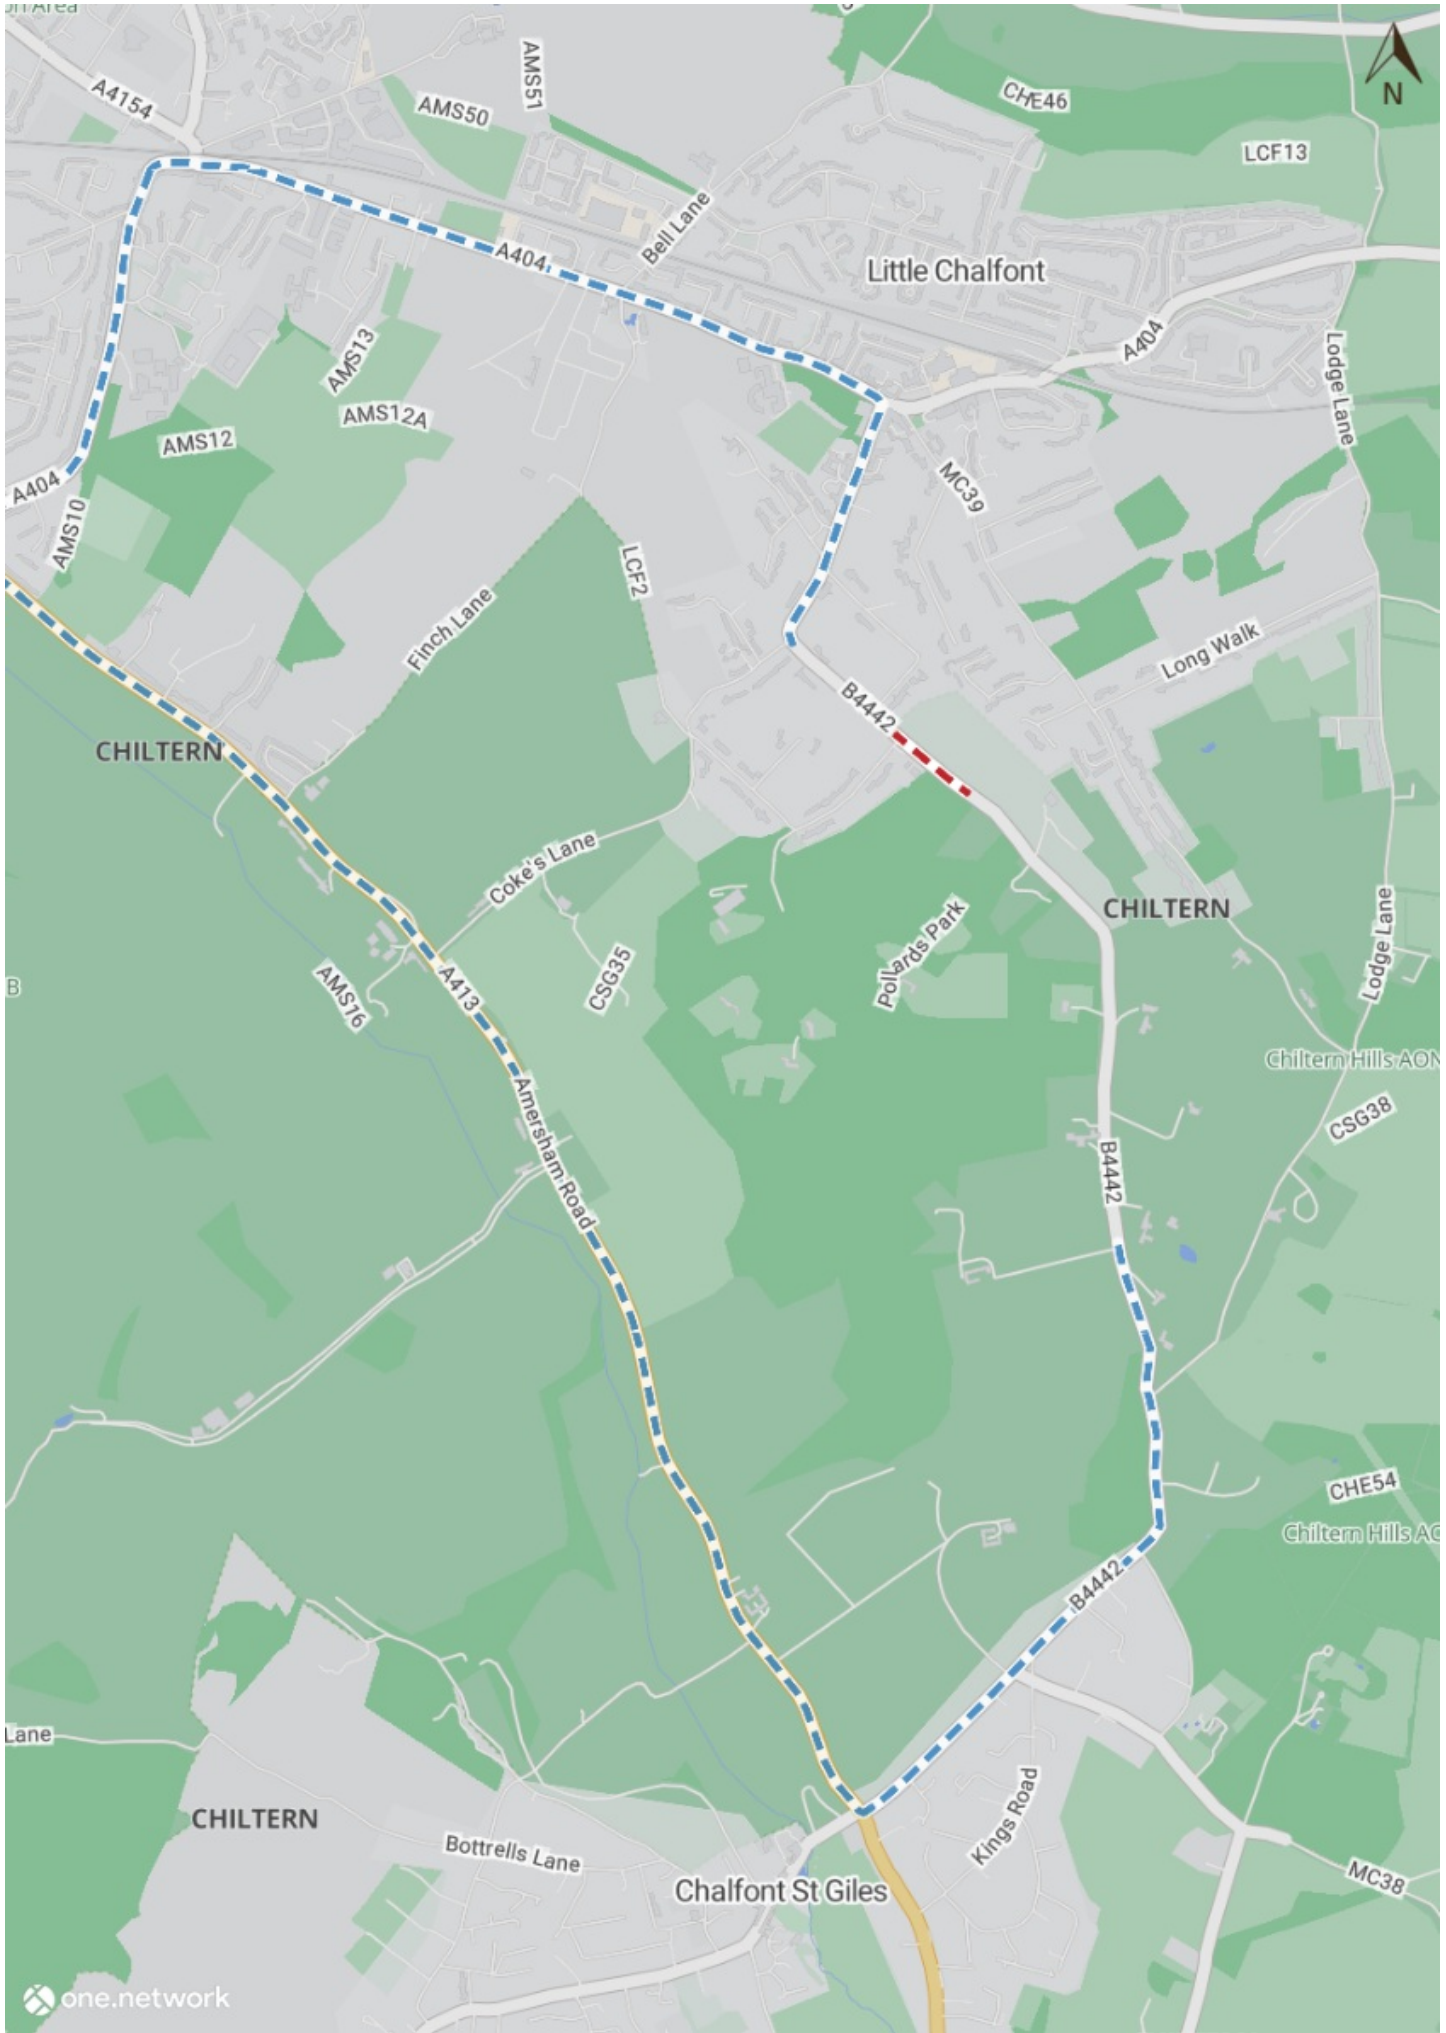 Area
A4154
AMS50
AMS51
CHE46
N
LCF13
Bell Lane
A404
Little Chalfont
A404
AMS13
AMS12A
AMS12
A404
AMS10
Lodge Lane
MC39
LCF2
Finch Lane
Long Walk
B4442
CHILTERN
Coke's Lane
CHILTERN
Pollards Park
Lodge Lane
CSG35
A413
AMS16
B
Chiltern Hills AON
CSG38
Amersham Road
B4442
CHE54
Chiltern Hills AO
B4442
Lane
CHILTERN
Kings Road
Bottrells Lane
MC38
Chalfont St Giles
one.network